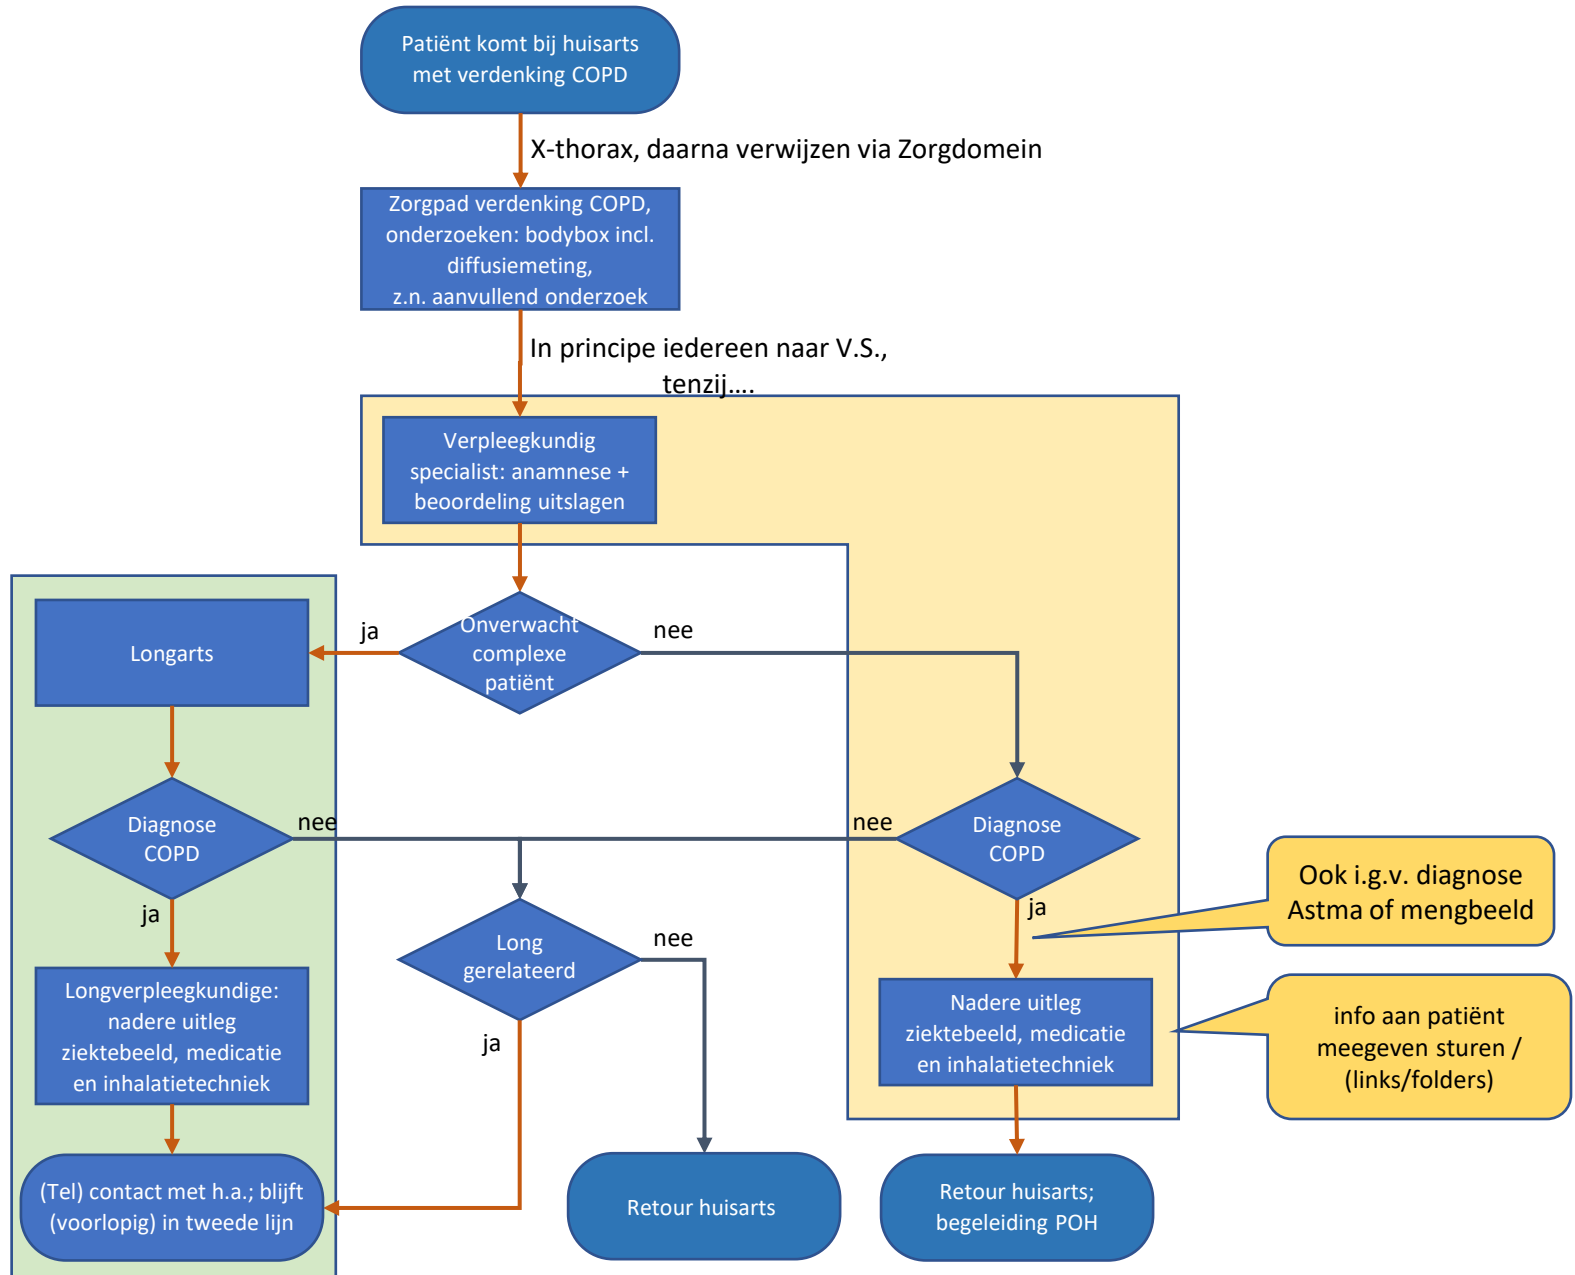 Patiënt komt bij huisarts
met verdenking COPD
X-thorax, daarna verwijzen via Zorgdomein
Zorgpad verdenking COPD,
onderzoeken: bodybox incl.
diffusiemeting,
z.n. aanvullend onderzoek
In principe iedereen naar V.S.,
tenzij....
Verpleegkundig
specialist: anamnese +
beoordeling uitslagen
Onverwacht
complexe
patiënt
ja
nee
Longarts
Diagnose
COPD
nee
ja
nee
Diagnose
COPD
ja
Ook i.g.v. diagnose
Astma of mengbeeld
Long
gerelateerd
nee
ja
Longverpleegkundige:
nadere uitleg
ziektebeeld, medicatie
en inhalatietechniek
Nadere uitleg
ziektebeeld, medicatie
en inhalatietechniek
info aan patiënt
meegeven sturen /
(links/folders)
(Tel) contact met h.a.; blijft
(voorlopig) in tweede lijn
Retour huisarts
Retour huisarts;
begeleiding POH